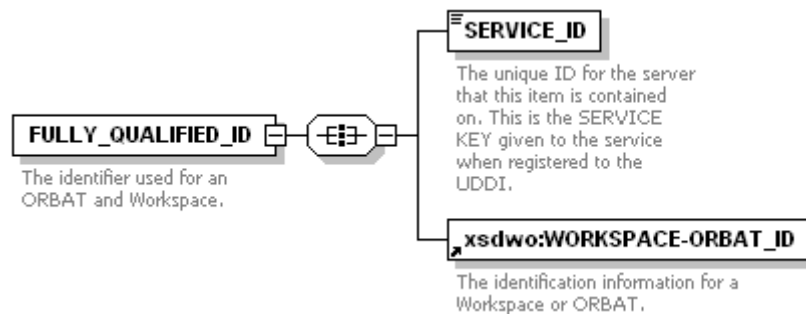 SERVICE_ID
The unique ID for the server
that this item is contained
on. This is the SERVICE
KEY given to the service
when registered to the
UDDI.
FULLY_QUALIFIED_ID
The identifier used for an
ORBAT and Workspace.
xsdwo:WORKSPACE-ORBAT_ID
The identification information for a
Workspace or ORBAT.